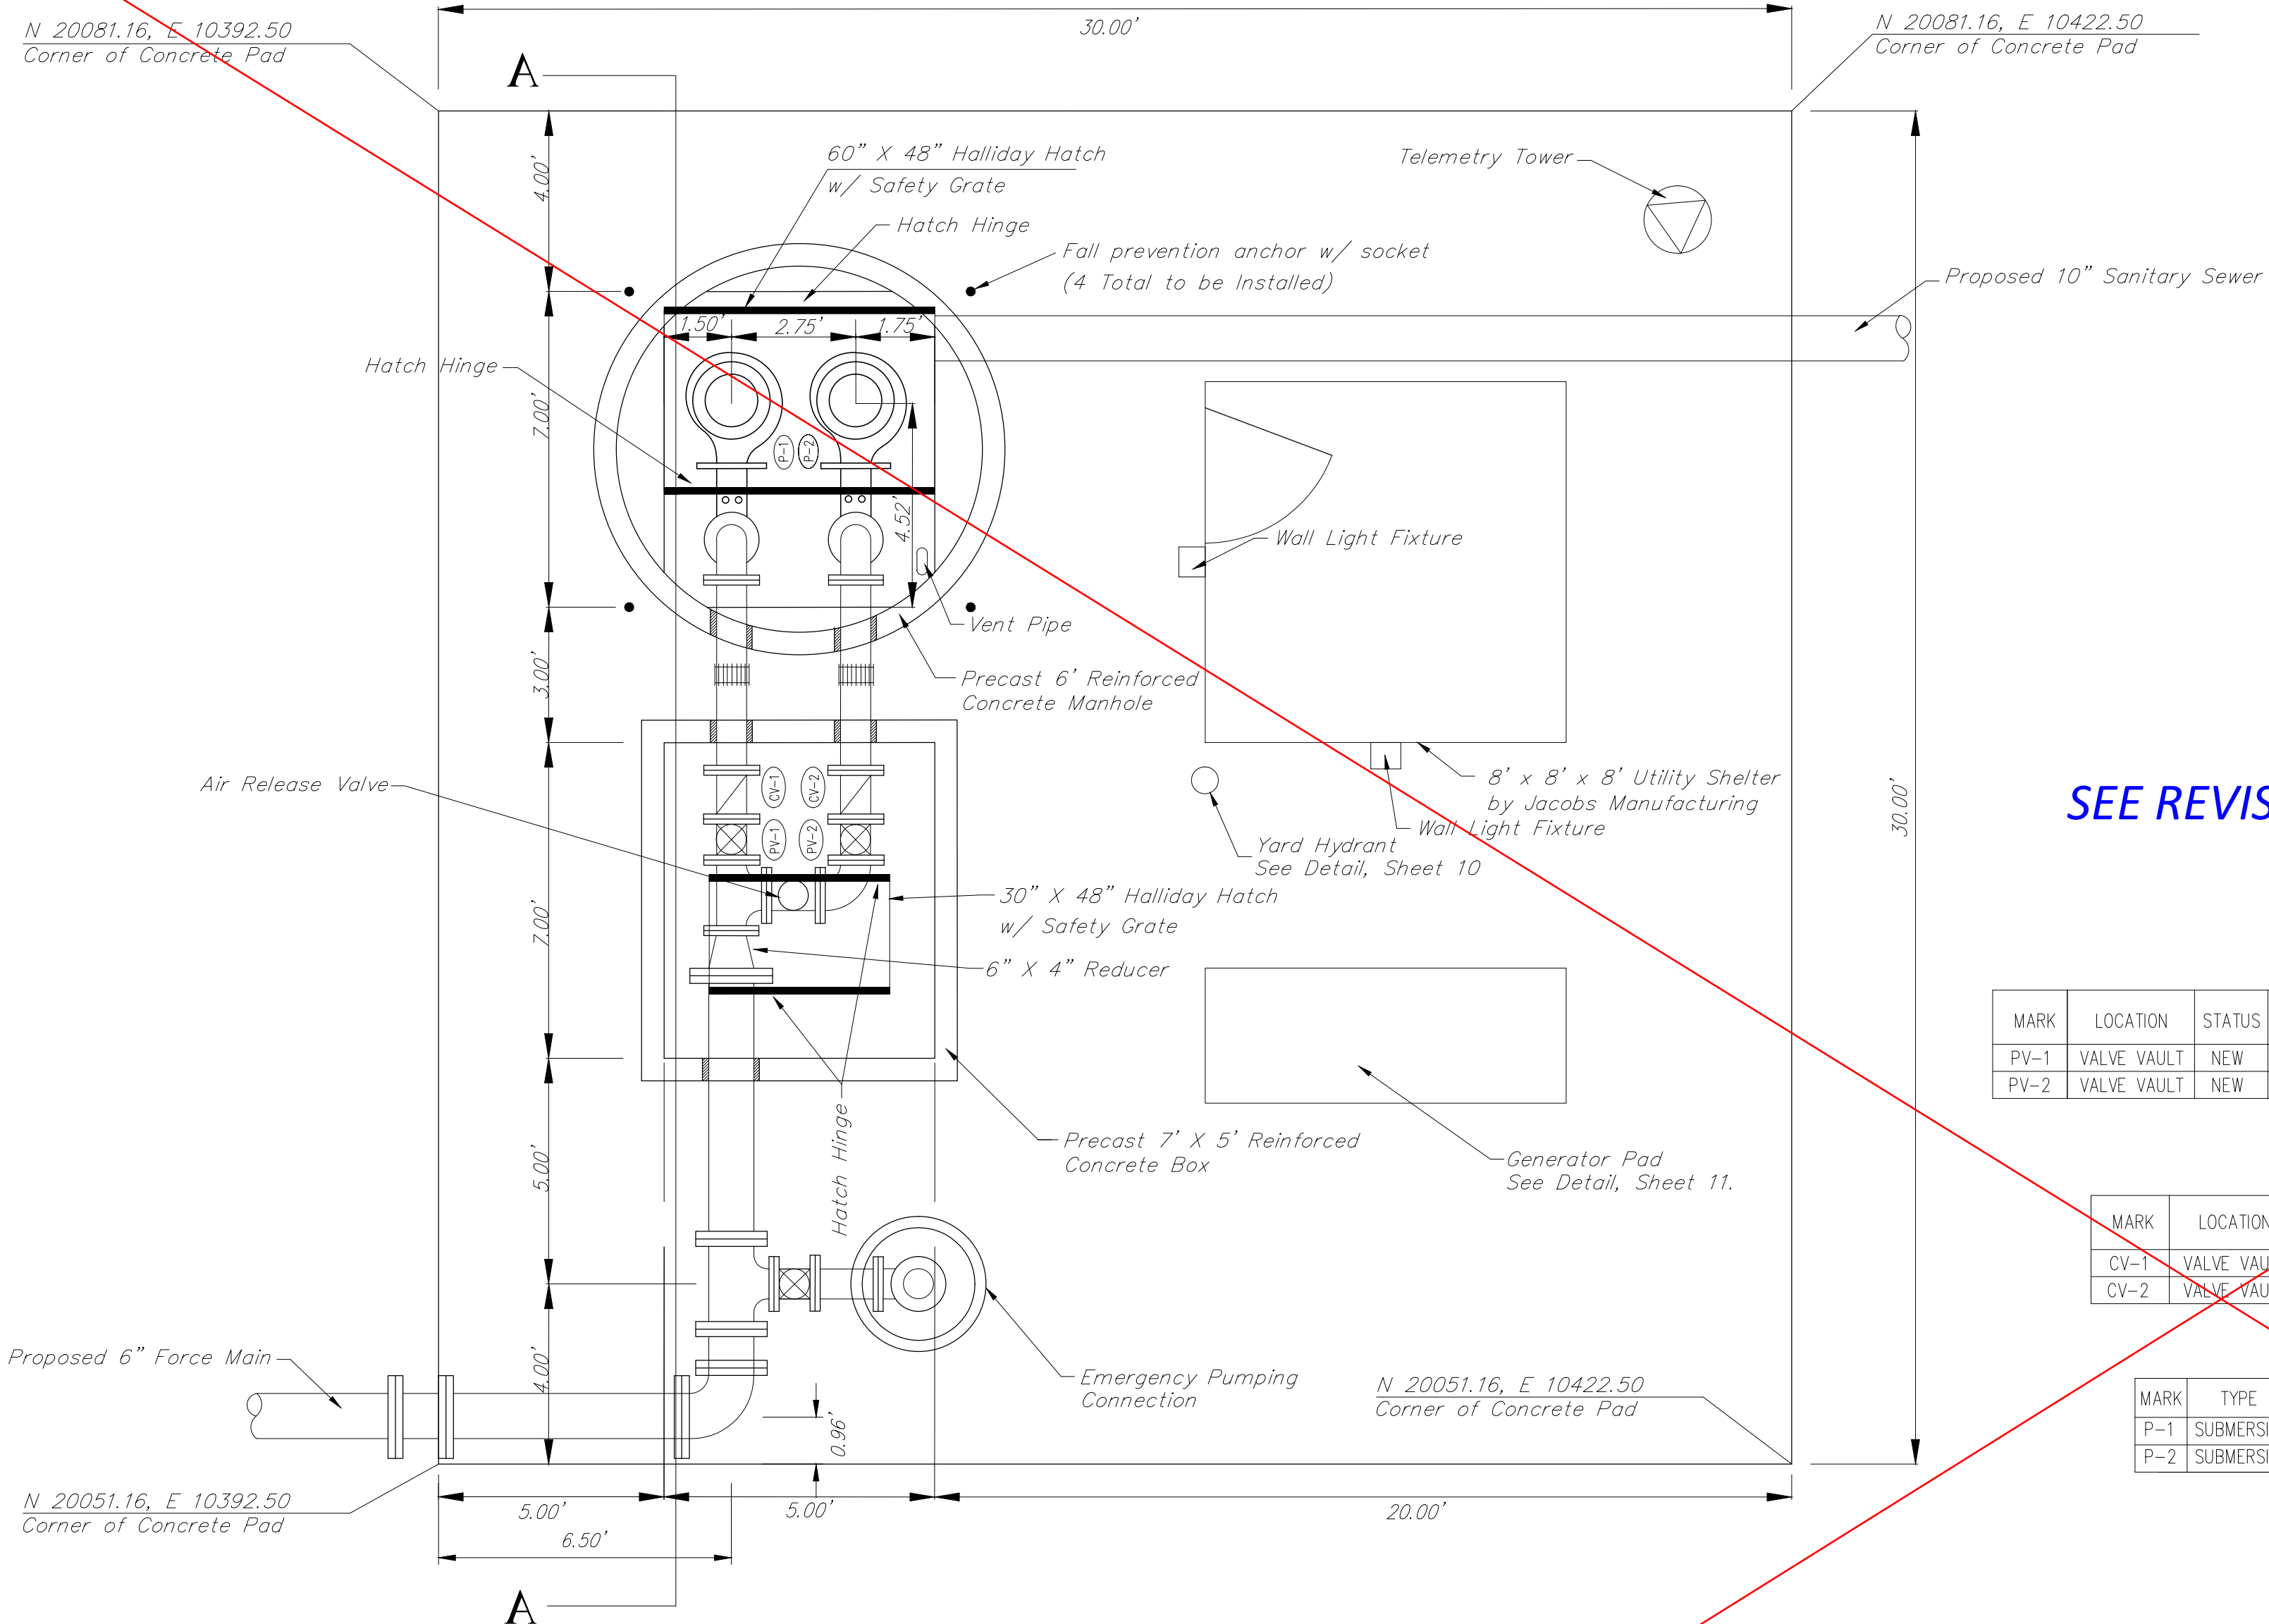 30.00'
N 20081.16, E 10392.50
Corner of Concrete Pad
N 20081.16, E 10422.50
Corner of Concrete Pad
A
60" X 48" Halliday Hatch
w/ Safety Grate
Telemetry Tower
4.00'
Hatch Hinge
Fall prevention anchor w/ socket
(4 Total to be Installed)
Proposed 10" Sanitary Sewer
1.50'
2.75'
1.75'
Hatch Hinge
7.00'
P-1
P-2
4.52'
Wall Light Fixture
Vent Pipe
3.00'
Precast 6' Reinforced
Concrete Manhole
Air Release Valve
CV-1
CV-2
PV-1
PV-2
8' x 8' x 8' Utility Shelter
by Jacobs Manufacturing
Wall Light Fixture
30.00'
SEE REVIS
Yard Hydrant
See Detail, Sheet 10
7.00'
30" X 48" Halliday Hatch
w/ Safety Grate
6" X 4" Reducer
MARK LOCATION STATUS
PV-1 VALVE VAULT NEW
PV-2 VALVE VAULT NEW
Hatch Hinge
5.00'
Precast 7' X 5' Reinforced
Concrete Box
Generator Pad
See Detail, Sheet 11.
MARK LOCATION
CV-1 VALVE VAU
CV-2 VALVE VAU
Proposed 6" Force Main
4.00'
0.96'
Emergency Pumping
Connection
N 20051.16, E 10422.50
Corner of Concrete Pad
MARK TYPE
P-1 SUBMERSI
P-2 SUBMERSI
N 20051.16, E 10392.50
Corner of Concrete Pad
5.00'
5.00'
20.00'
6.50'
A